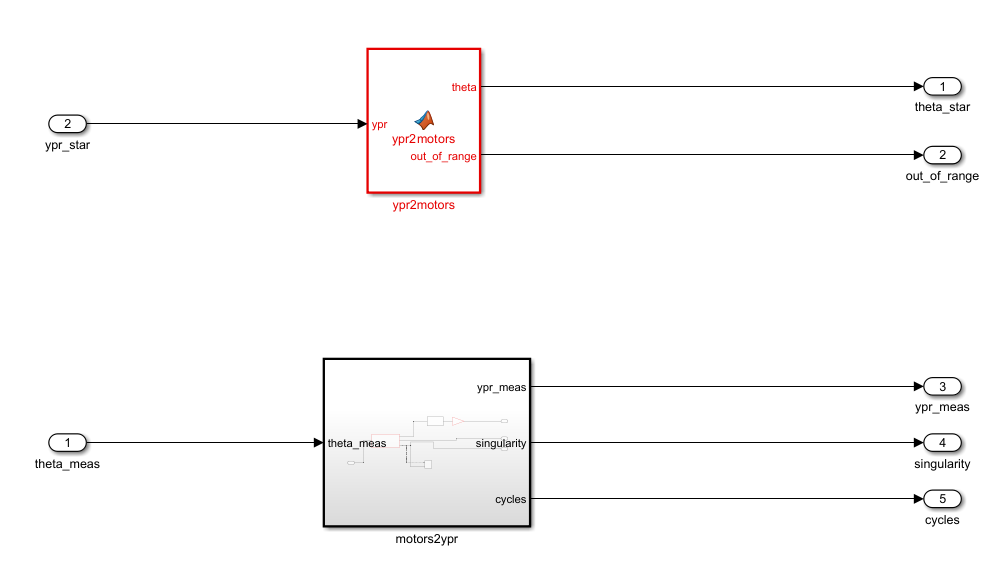 theta
1
theta_star
2
ypr_star
ypr
ypr2motors
out_of_range
2
out_of_range
ypr2motors
ypr_meas
3
ypr_meas
1
theta_meas
theta_meas
singularity
4
singularity
cycles
5
cycles
motors2ypr